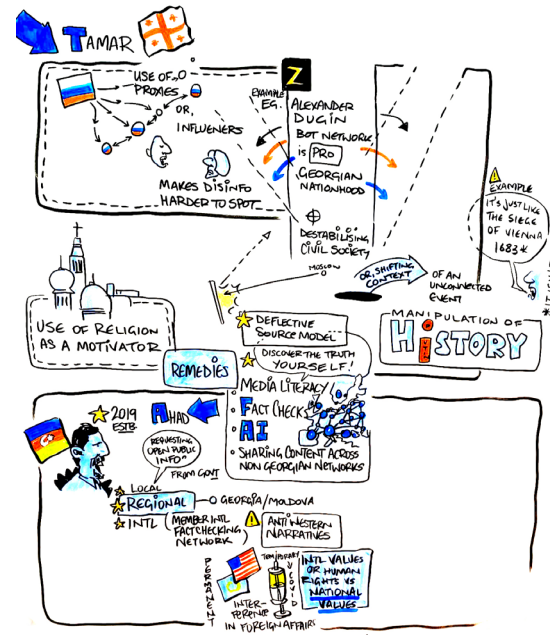 TAMAR
USE OF
PROXIES
OR,
INFLUENERS
MAKES DISINFO
HARDER TO SPOT
Z
EXAMPLE
EG.
ALEXANDER
DUGIN
BOT NETWORK
IS PRO
GEORGIAN
NATIONHOOD
DESTABILISING
CIVIL SOCIETY
MOSCOW
OR, SHIFTING
CONTEXT
OF AN
UNCONNECTED
EVENT
EXAMPLE
IT'S JUST LIKE
THE SIEGE
OF VIENNA
1683*
MANIPULATION OF
HISTORY
USE OF RELIGION
AS A MOTIVATOR
REMEDIES
DEFLECTIVE
SOURCE MODEL
DISCOVER THE TRUTH
YOURSELF!
MEDIA LITERACY
FACT CHECKS
AI
SHARING CONTENT ACROSS
NON GEORGIAN NETWORKS
2019
ESTB.
AHAD
REQUESTING
OPEN PUBLIC
INFO
FROM GOVT
LOCAL
REGIONAL
GEORGIA/MOLDOVA
INTL
(MEMBER INTL
FACTCHECKING
NETWORK)
ANTI WESTERN
NARRATIVES
PERMANENT
TEMPORARY
COVID
INTER-
FERENCE
IN FOREIGN AFFAIRS
INTL VALUES
OR HUMAN
RIGHTS VS
NATIONAL
VALUES